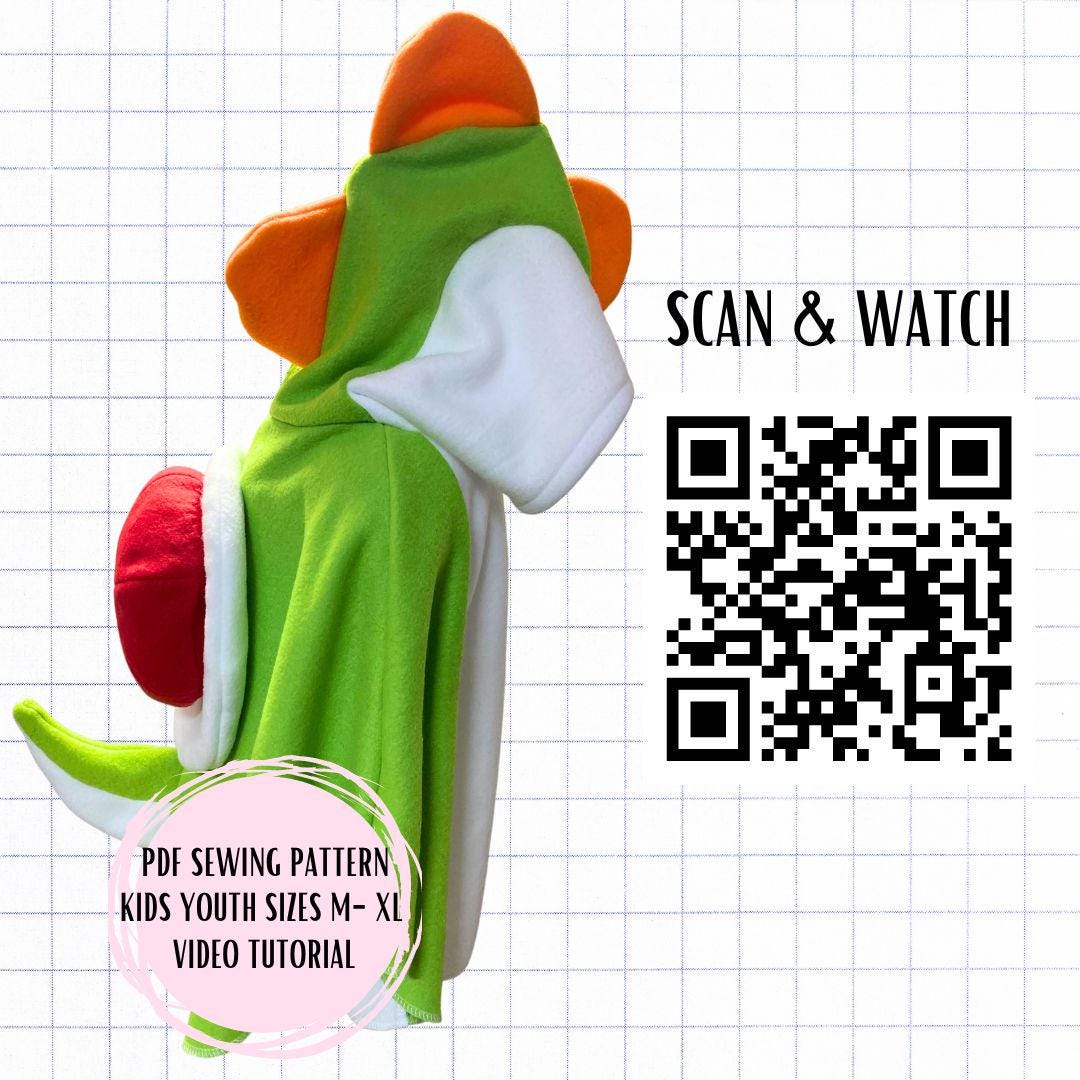 SCAN & WATCH
PDF SEWING PATTERN
KIDS YOUTH SIZES M- XL
VIDEO TUTORIAL